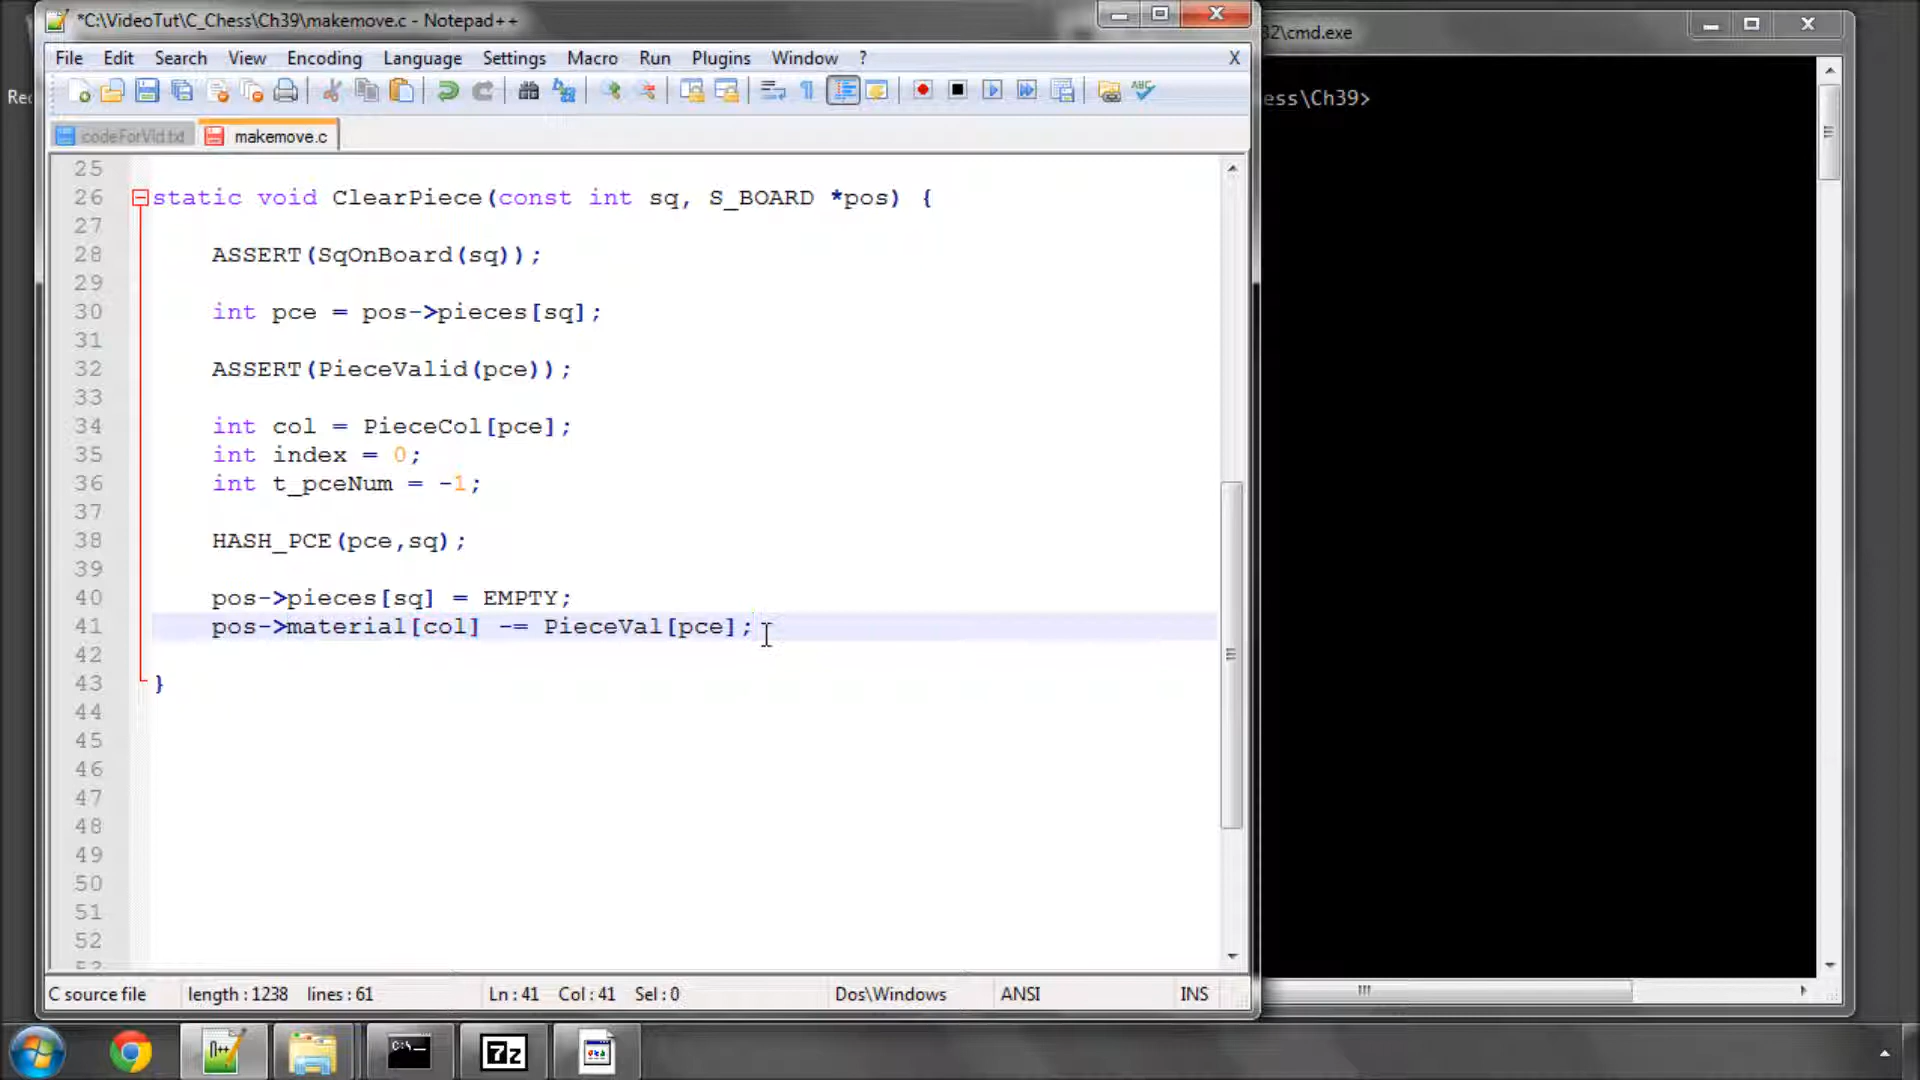 *C:\VideoTut\C_Chess\Ch39\makemove.c - Notepad++
32/cmd.exe
File Edit Search View Encoding Language Settings Macro Run Plugins Window ? X
Rec
ess\Ch39>
codeForVid.txt makemove.c
25
26 static void ClearPiece(const int sq, S_BOARD *pos) {
27
28 ASSERT(SqOnBoard(sq));
29
30 int pce = pos->pieces[sq];
31
32 ASSERT(PieceValid(pce));
33
34 int col = PieceCol[pce];
35 int index = 0;
36 int t_pceNum = -1;
37
38 HASH_PCE(pce,sq);
39
40 pos->pieces[sq] = EMPTY;
41 pos->material[col] -= PieceVal[pce];
42
43 }
44
45
46
47
48
49
50
51
52
53
C source file length : 1238 lines : 61 Ln : 41 Col : 41 Sel : 0 Dos\Windows ANSI INS